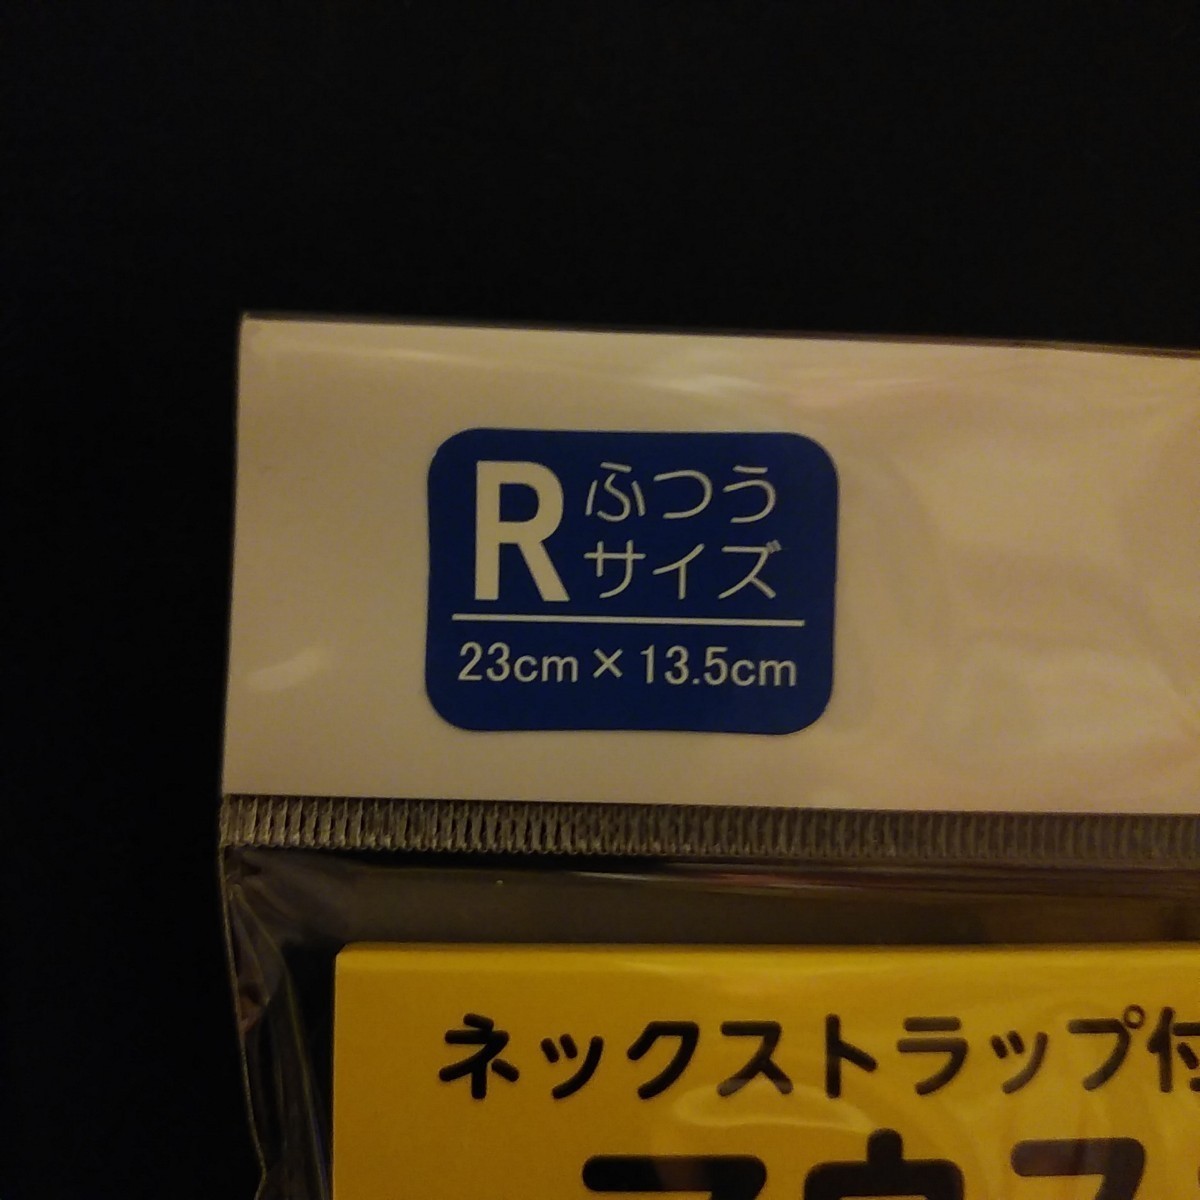 R ふつう
サイズ
23cm×13.5cm
ネックストラップ付